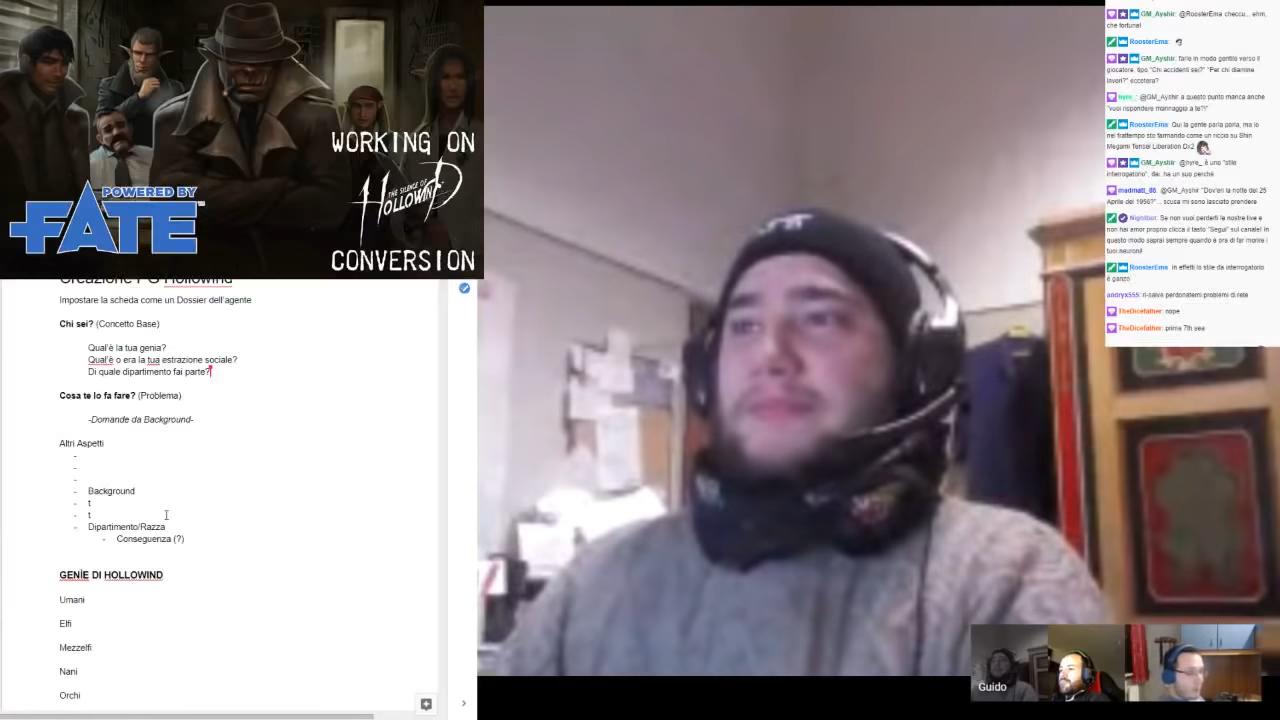 POWERED BY
FATE
WORKING ON
THE SILENCE OF
HOLLOWIND
CONVERSION
Creazione PG Hollowind
Impostare la scheda come un Dossier dell'agente
Chi sei? (Concetto Base)
Qual'è la tua genia?
Qual'è o era la tua estrazione sociale?
Di quale dipartimento fai parte?
Cosa te lo fa fare? (Problema)
-Domande da Background-
Altri Aspetti
-
-
-
- Background
- t
- t
- Dipartimento/Razza
- Conseguenza (?)
GENÌE DI HOLLOWIND
Umani
Elfi
Mezzelfi
Nani
Orchi
GM_Ayshir: @RoosterEma checcu... ehm,
che fortuna!
RoosterEma:
GM_Ayshir: farle in modo gentile verso il
giocatore, tipo "Chi accidenti sei?" "Per chi diamine
lavori?" eccetera?
hyre_: @GM_Ayshir a questo punto manca anche
"vuoi rispondere mannaggia a te?!"
RoosterEma: Qui la gente parla parla, ma io
nel frattempo sto farmando come un riccio su Shin
Megami Tensei Liberation Dx2
GM_Ayshir: @hyre_ è uno "stile
interrogatorio", dai..ha un suo perché
madmatt_86: @GM_Ayshir "Dov'eri la notte del 25
Aprile del 1956?"... scusa mi sono lasciato prendere
Nightbot: Se non vuoi perderti le nostre live e
non hai amor proprio clicca il tasto "Segui" sul canale! In
questo modo saprai sempre quando è ora di far morire i
tuoi neuroni!
RoosterEma: in effetti lo stile da interrogatorio
è ganzo
andryx555: ri-salve perdonatemi problemi di rete
TheDicefather: nope
TheDicefather: prima 7th sea
Guido